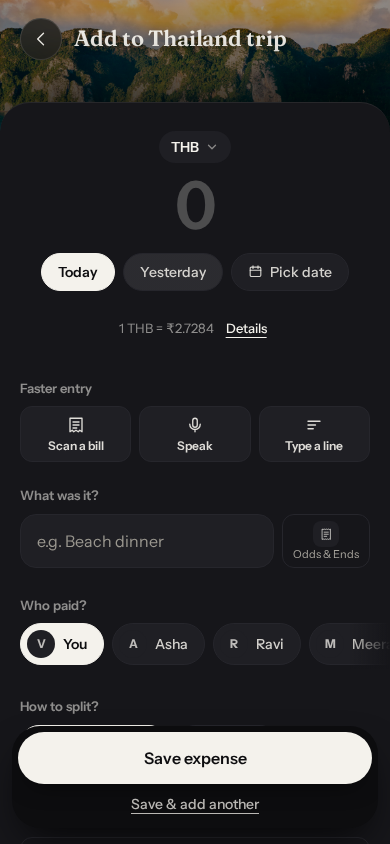 Add to Thailand trip
THB
0
Today Yesterday Pick date
1 THB = ₹2.7284 Details
Faster entry
Scan a bill Speak Type a line
What was it?
e.g. Beach dinner
Odds & Ends
Who paid?
V You A Asha R Ravi M
How to split?
Save expense
Save & add another